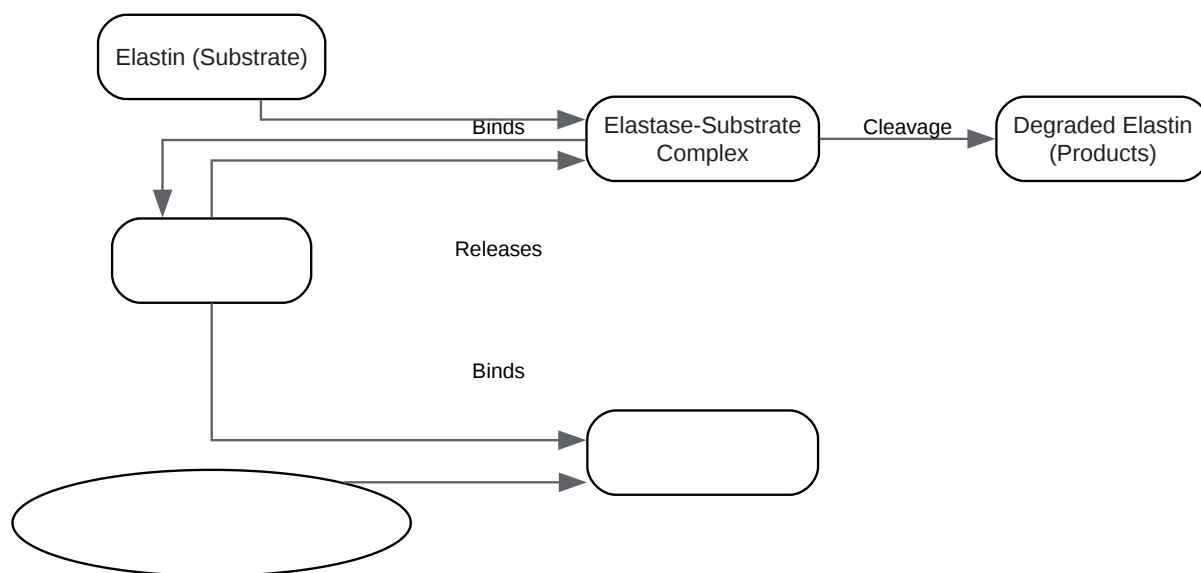 Elastin (Substrate)
Binds
Elastase-Substrate
Complex
Cleavage
Degraded Elastin
(Products)
Releases
Binds